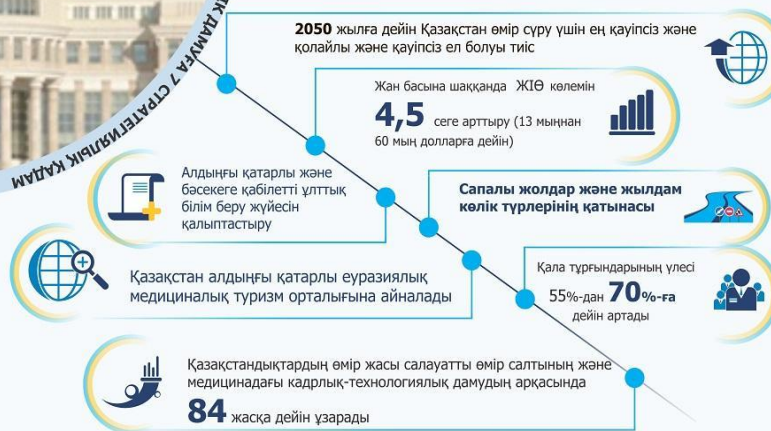 ІК ДАМУҒА 7 СТРАТЕГИЯЛЫҚ ҚАДАМ
2050 жылға дейін Қазақстан өмір сүру үшін ең қауіпсіз және
қолайлы және қауіпсіз ел болуы тиіс
Жан басына шаққанда ЖІӨ көлемін
4,5 сеге арттыру (13 мыңнан
60 мың долларға дейін)
Алдыңғы қатарлы және
бәсекеге қабілетті ұлттық
білім беру жүйесін
қалыптастыру
Сапалы жолдар және жылдам
көлік түрлерінің қатынасы
Қазақстан алдыңғы қатарлы еуразиялық
медициналық туризм орталығына айналады
Қала тұрғындарының үлесі
55%-дан 70%-ға
дейін артады
Қазақстандықтардың өмір жасы салауатты өмір салтының және
медицинадағы кадрлық-технологиялық дамудың арқасында
84 жасқа дейін ұзарады